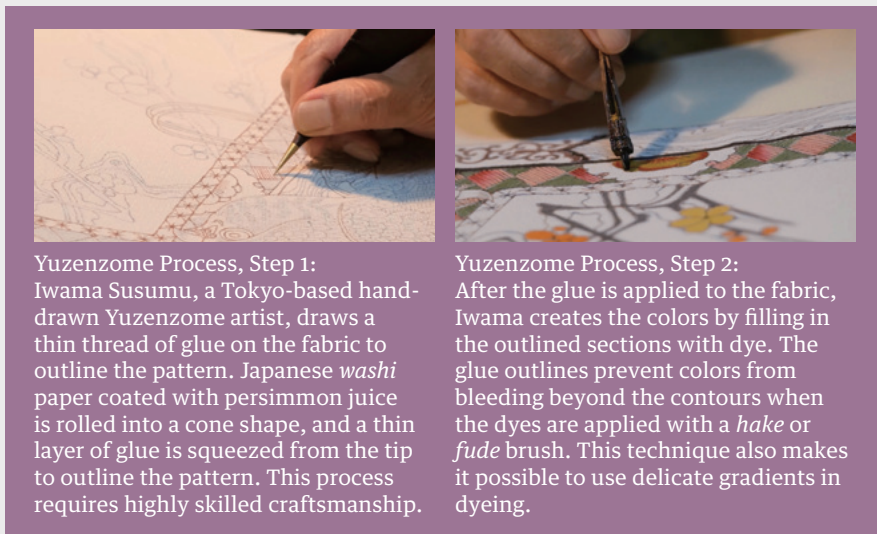 Yuzenzome Process, Step 1:
Iwama Susumu, a Tokyo-based hand-
drawn Yuzenzome artist, draws a
thin thread of glue on the fabric to
outline the pattern. Japanese washi
paper coated with persimmon juice
is rolled into a cone shape, and a thin
layer of glue is squeezed from the tip
to outline the pattern. This process
requires highly skilled craftsmanship.
Yuzenzome Process, Step 2:
After the glue is applied to the fabric,
Iwama creates the colors by filling in
the outlined sections with dye. The
glue outlines prevent colors from
bleeding beyond the contours when
the dyes are applied with a hake or
fude brush. This technique also makes
it possible to use delicate gradients in
dyeing.